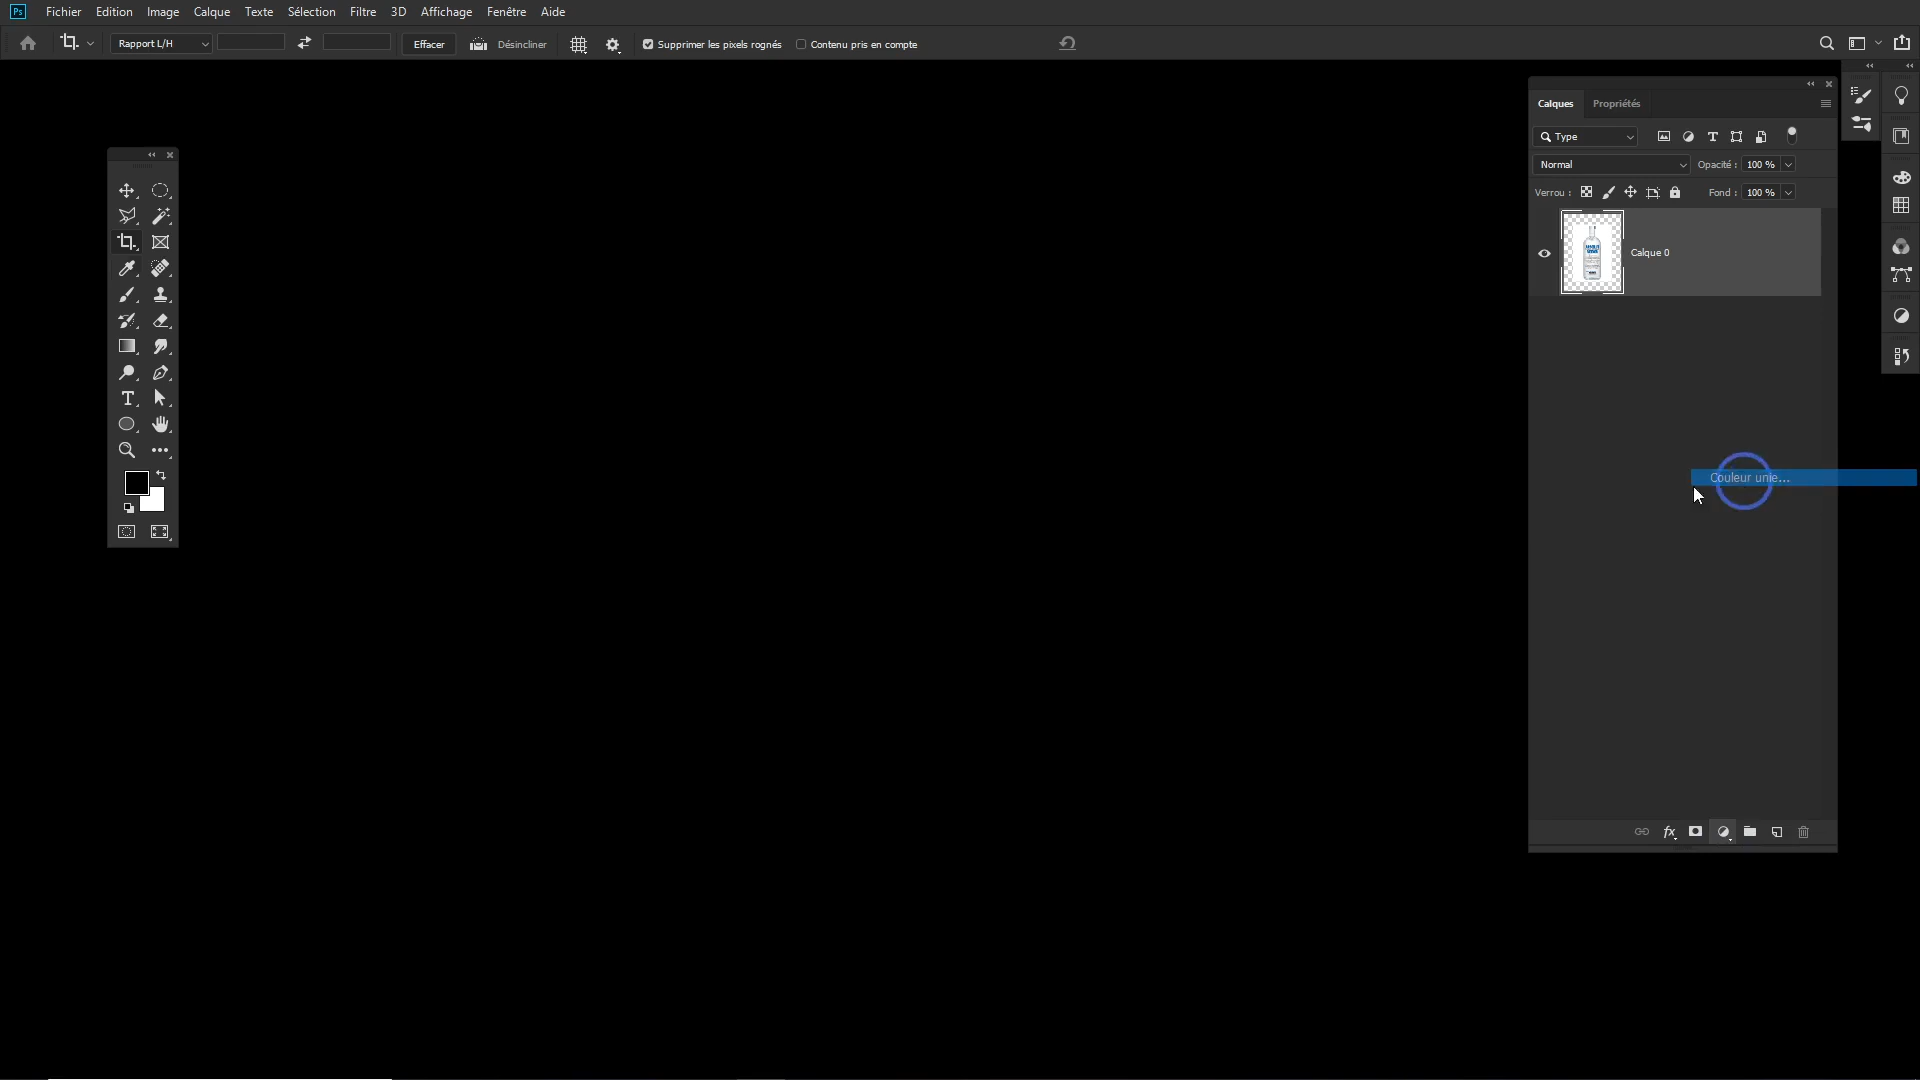 Ps Fichier Edition Image Calque Texte Sélection Filtre 3D Affichage Fenêtre Aide
Rapport L/H Effacer Désincliner Supprimer les pixels rognés Contenu pris en compte
Calques Propriétés
Type
Normal Opacité : 100 %
Verrou : Fond : 100 %
Calque 0
Couleur unie...
fx